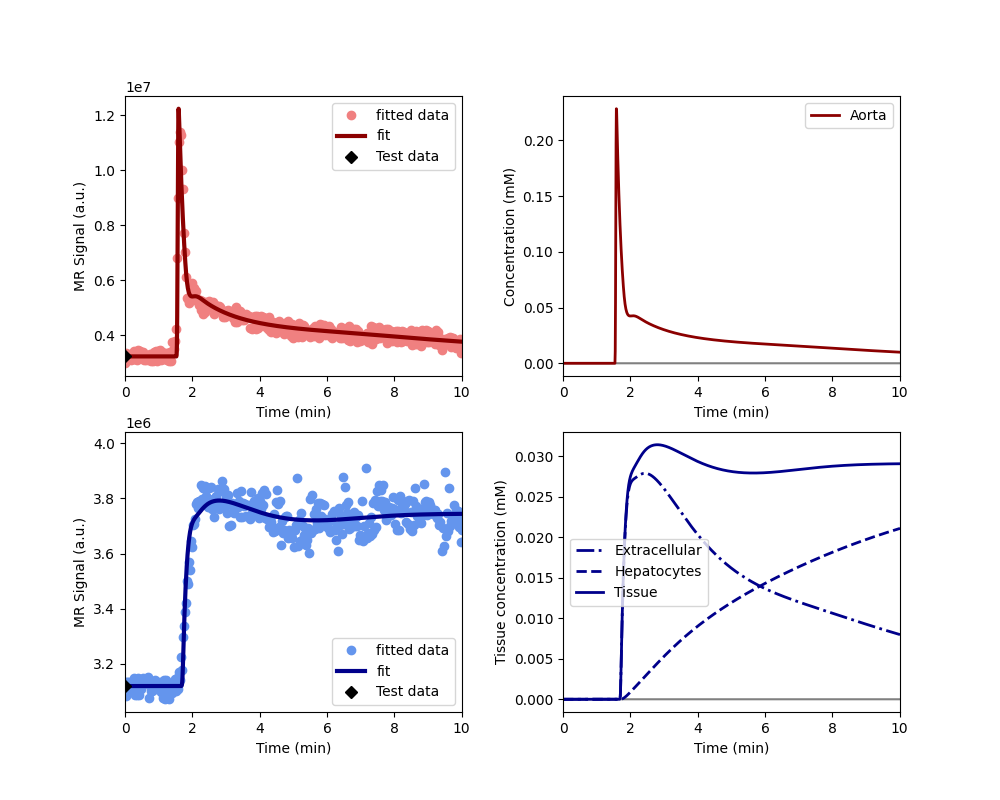 1e7
MR Signal (a.u.)
1.2
1.0
0.8
0.6
0.4
fitted data
fit
Test data
0 2 4 6 8 10
Time (min)
Concentration (mM)
0.20
0.15
0.10
0.05
0.00
Aorta
0 2 4 6 8 10
Time (min)
1e6
MR Signal (a.u.)
4.0
3.8
3.6
3.4
3.2
fitted data
fit
Test data
0 2 4 6 8 10
Time (min)
Tissue concentration (mM)
0.030
0.025
0.020
0.015
0.010
0.005
0.000
Extracellular
Hepatocytes
Tissue
0 2 4 6 8 10
Time (min)